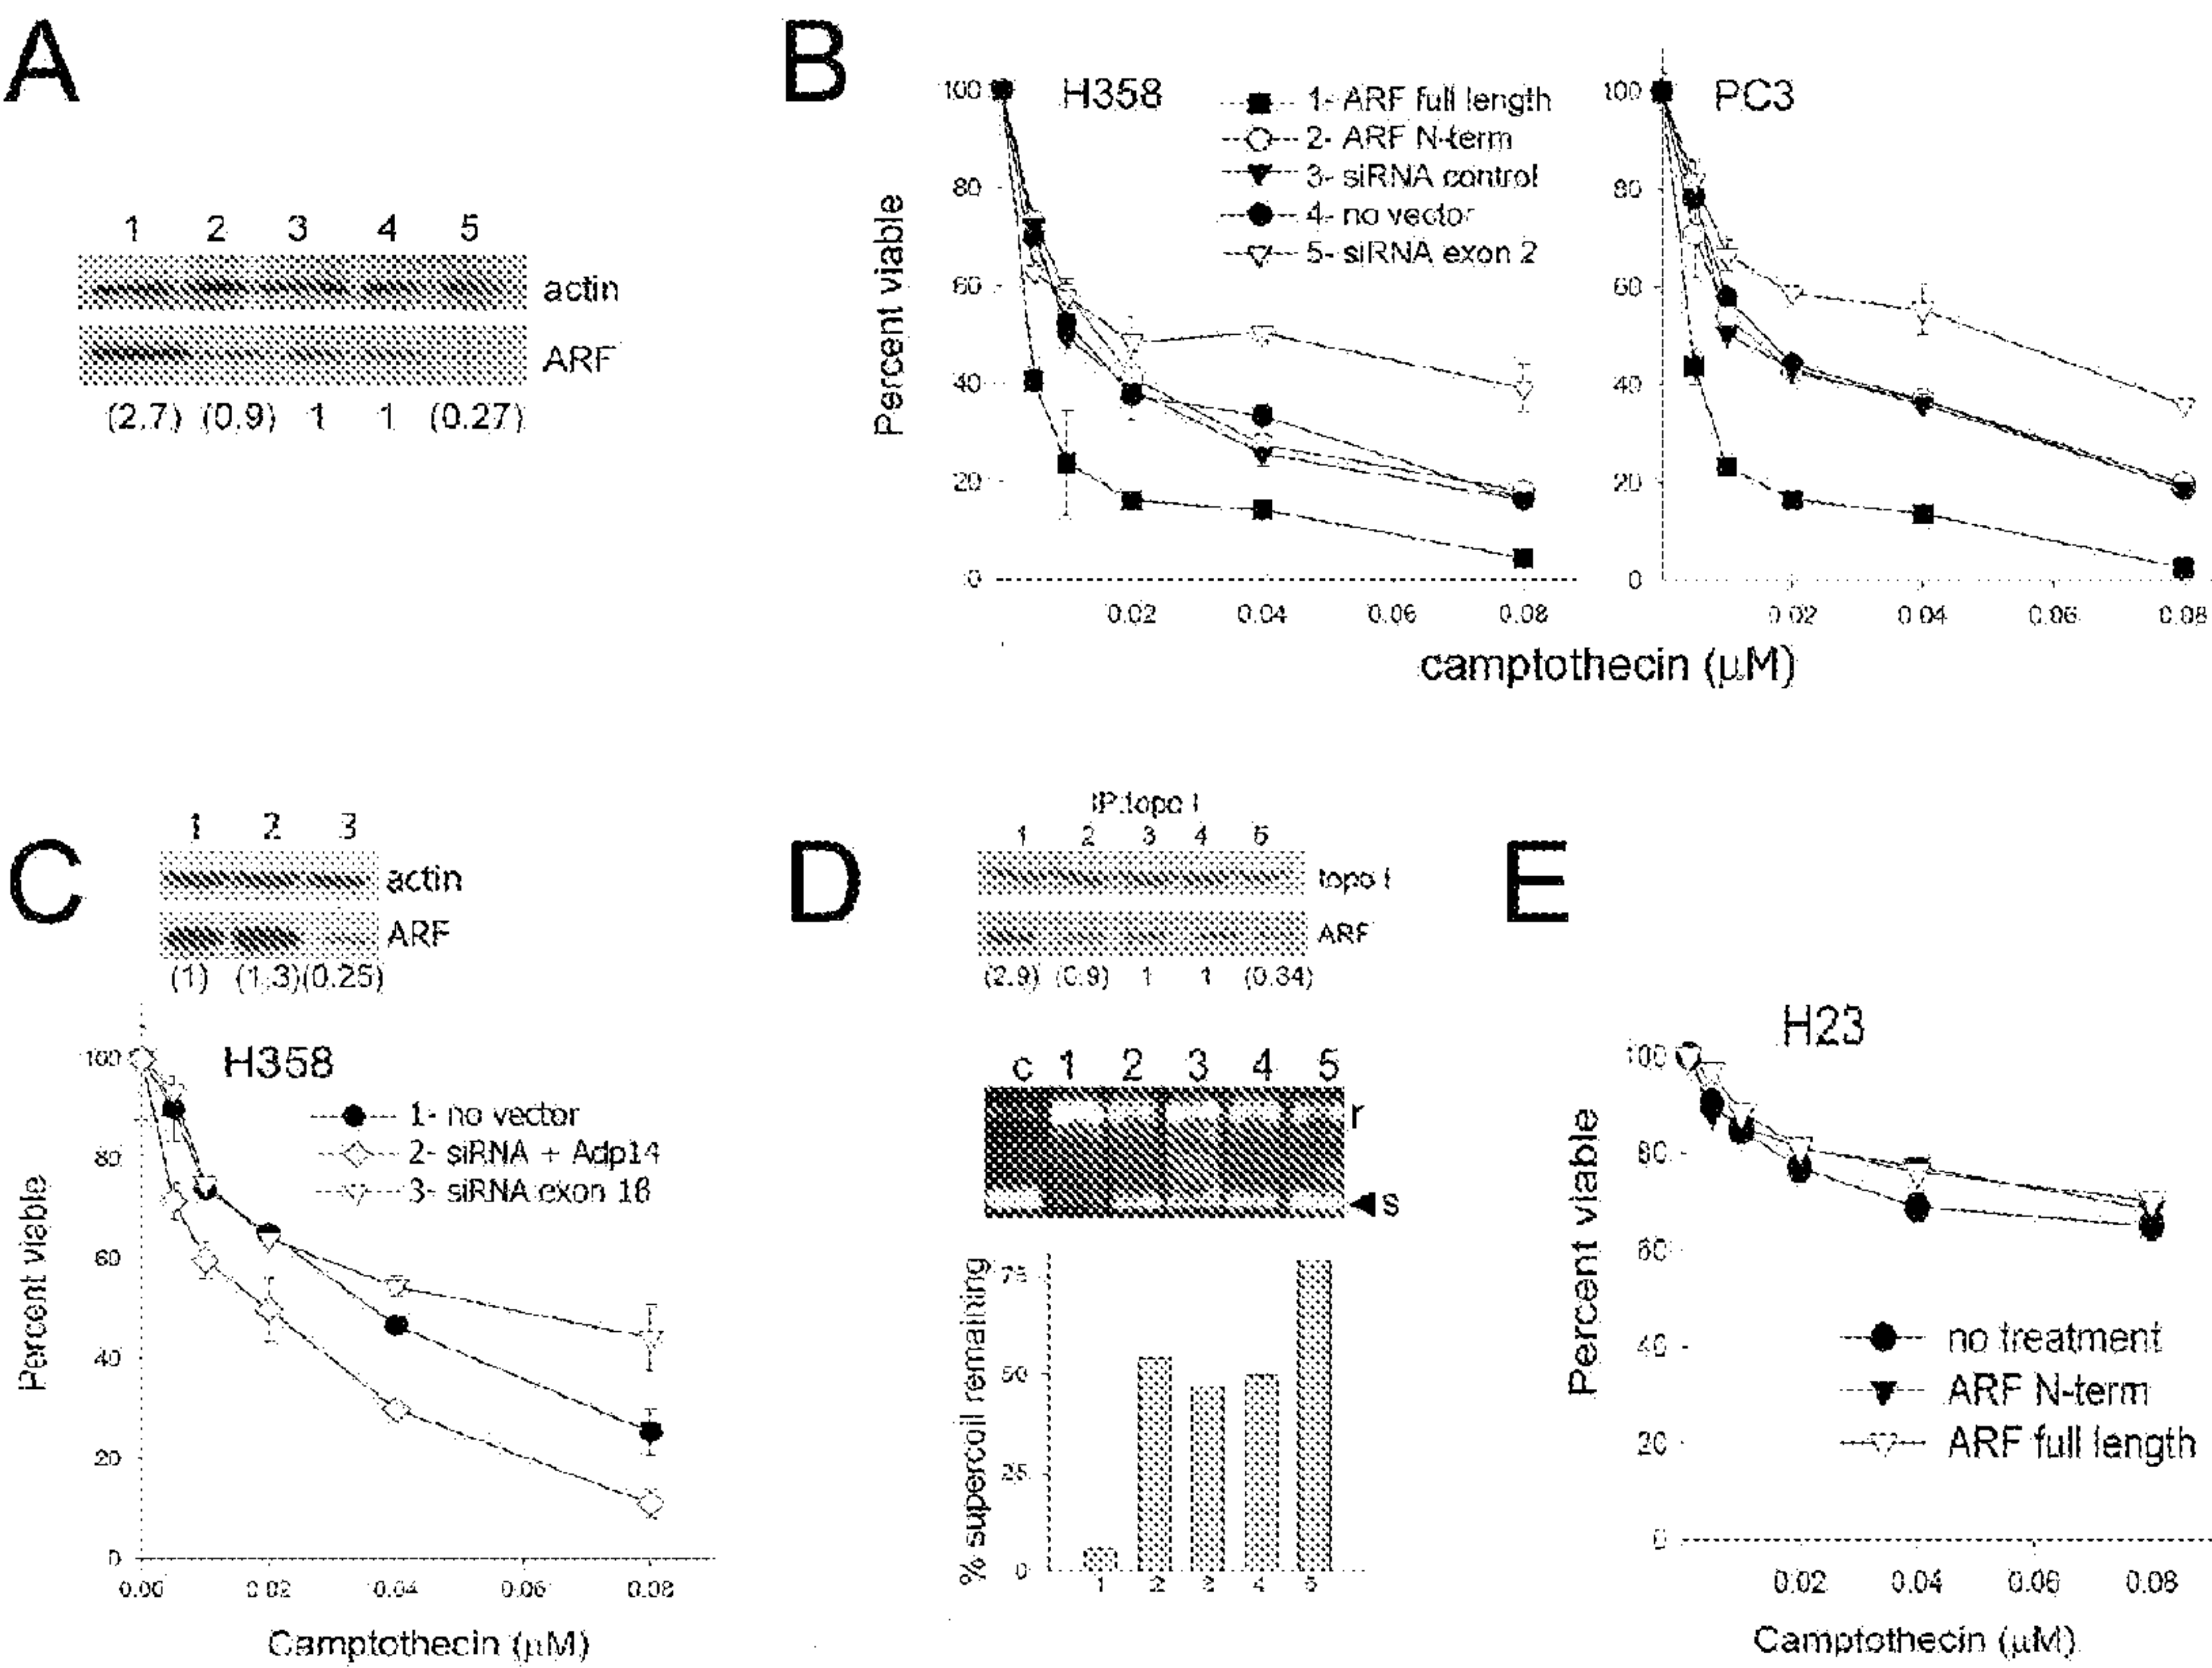 A
1 2 3 4 5
actin
ARF
(2.7) (0.9) 1 1 (0.27)
B
H358
1- ARF full length
2- ARF N-term
3- siRNA control
4- no vector
5- siRNA exon 2
Percent viable
100
80
60
40
20
0
0.02 0.04 0.06 0.08
PC3
100
80
60
40
20
0
0.02 0.04 0.06 0.08
camptothecin (µM)
C
1 2 3
actin
ARF
(1) (1.3)(0.25)
H358
1- no vector
2- siRNA + Adp14
3- siRNA exon 1ß
Percent viable
100
80
60
40
20
0
0.00 0.02 0.04 0.06 0.08
Camptothecin (µM)
D
IP:topo I
1 2 3 4 5
topo I
ARF
(2.9) (0.9) 1 1 (0.34)
c 1 2 3 4 5
r
s
% supercoil remaining
75
50
25
0
1 2 3 4 5
E
H23
Percent viable
100
80
60
40
20
0
no treatment
ARF N-term
ARF full length
0.02 0.04 0.06 0.08
Camptothecin (µM)